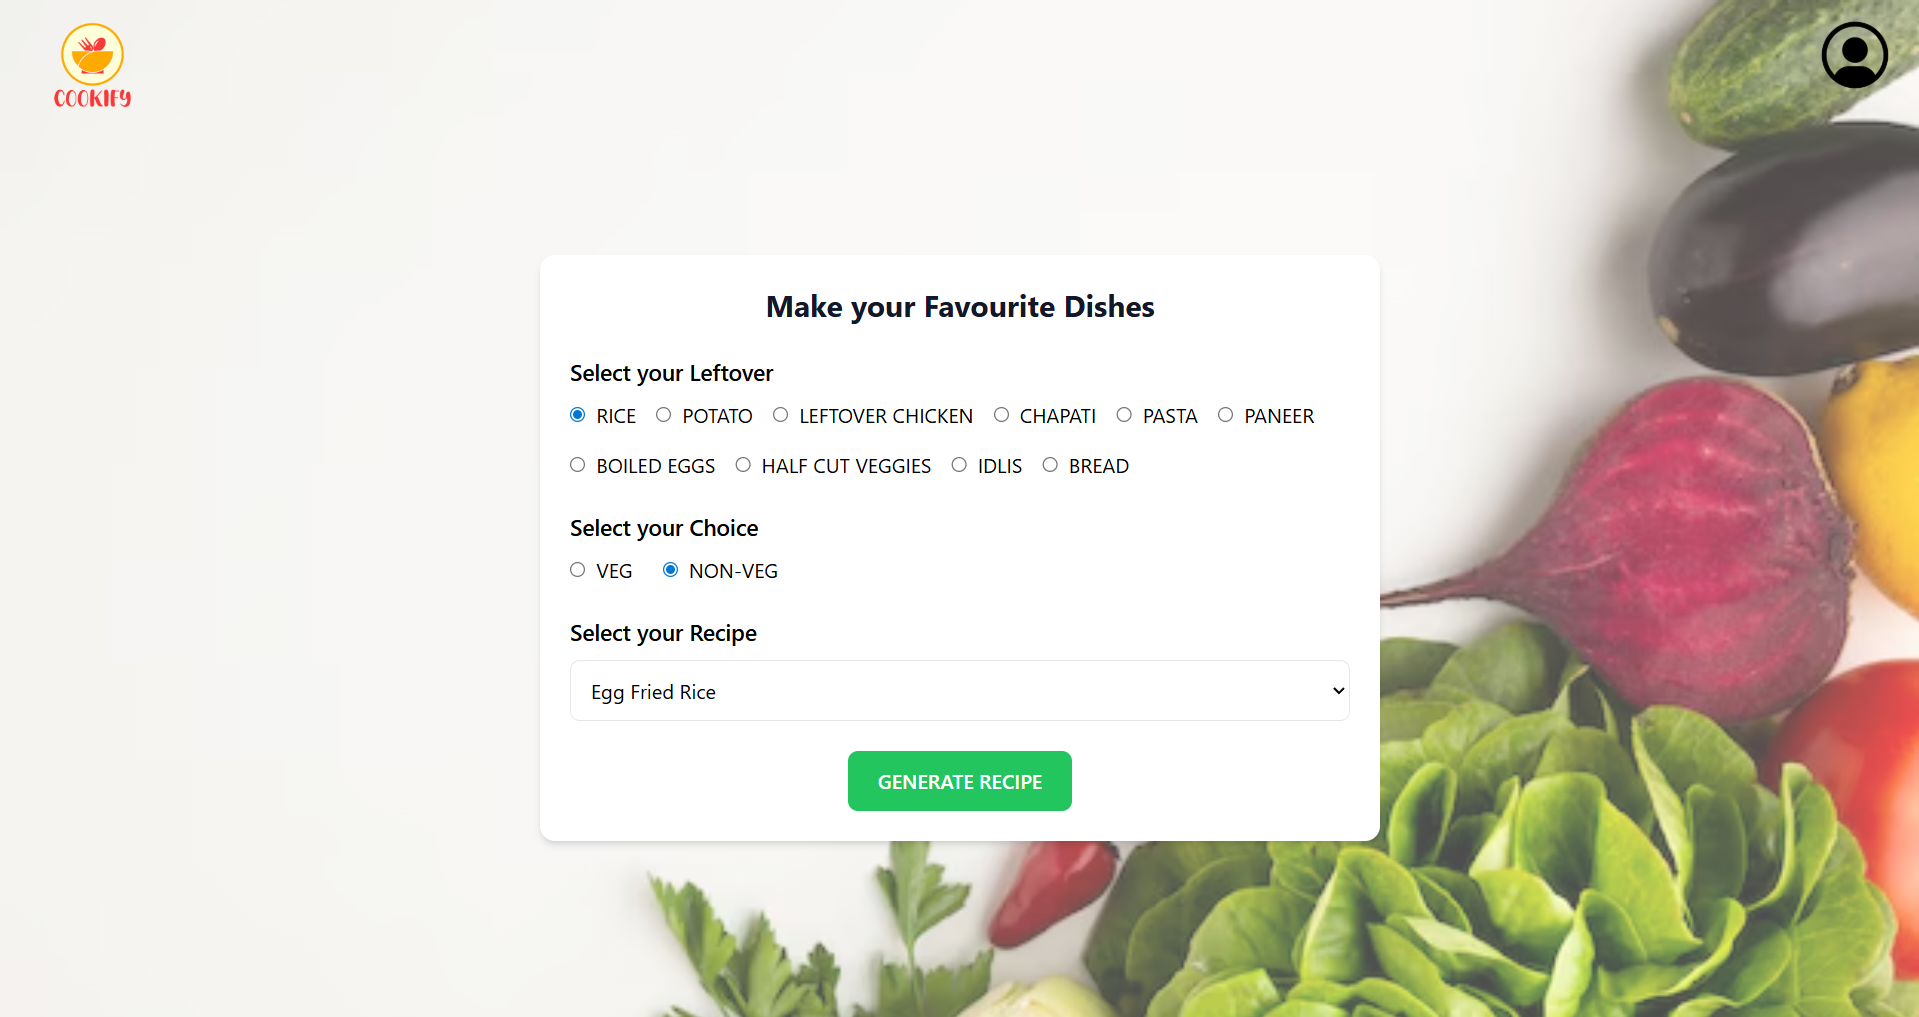 COOKIFY
Make your Favourite Dishes
Select your Leftover
RICE POTATO LEFTOVER CHICKEN CHAPATI PASTA PANEER
BOILED EGGS HALF CUT VEGGIES IDLIS BREAD
Select your Choice
VEG NON-VEG
Select your Recipe
Egg Fried Rice
GENERATE RECIPE